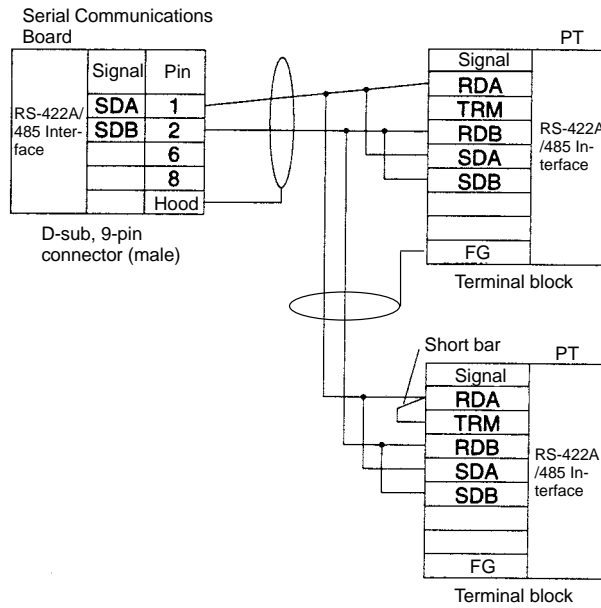 Serial Communications
Board
Signal Pin
RS-422A/
485 Inter-
face
SDA 1
SDB 2
6
8
Hood
D-sub, 9-pin
connector (male)
PT
Signal
RDA
TRM
RDB
SDA
SDB
FG
RS-422A
/485 In-
terface
Terminal block
Short bar
PT
Signal
RDA
TRM
RDB
SDA
SDB
FG
RS-422A
/485 In-
terface
Terminal block